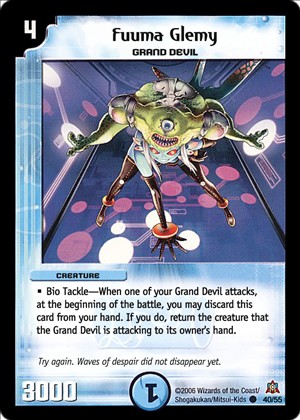 4
Fuuma Glemy
GRAND DEVIL
CREATURE
▪ Bio Tackle—When one of your Grand Devil attacks,
at the beginning of the battle, you may discard this
card from your hand. If you do, return the creature that
the Grand Devil is attacking to its owner's hand.
Try again. Waves of despair did not disappear yet.
3000
©2006 Wizards of the Coast/
Shogakukan/Mitsui-Kids ● 40/55